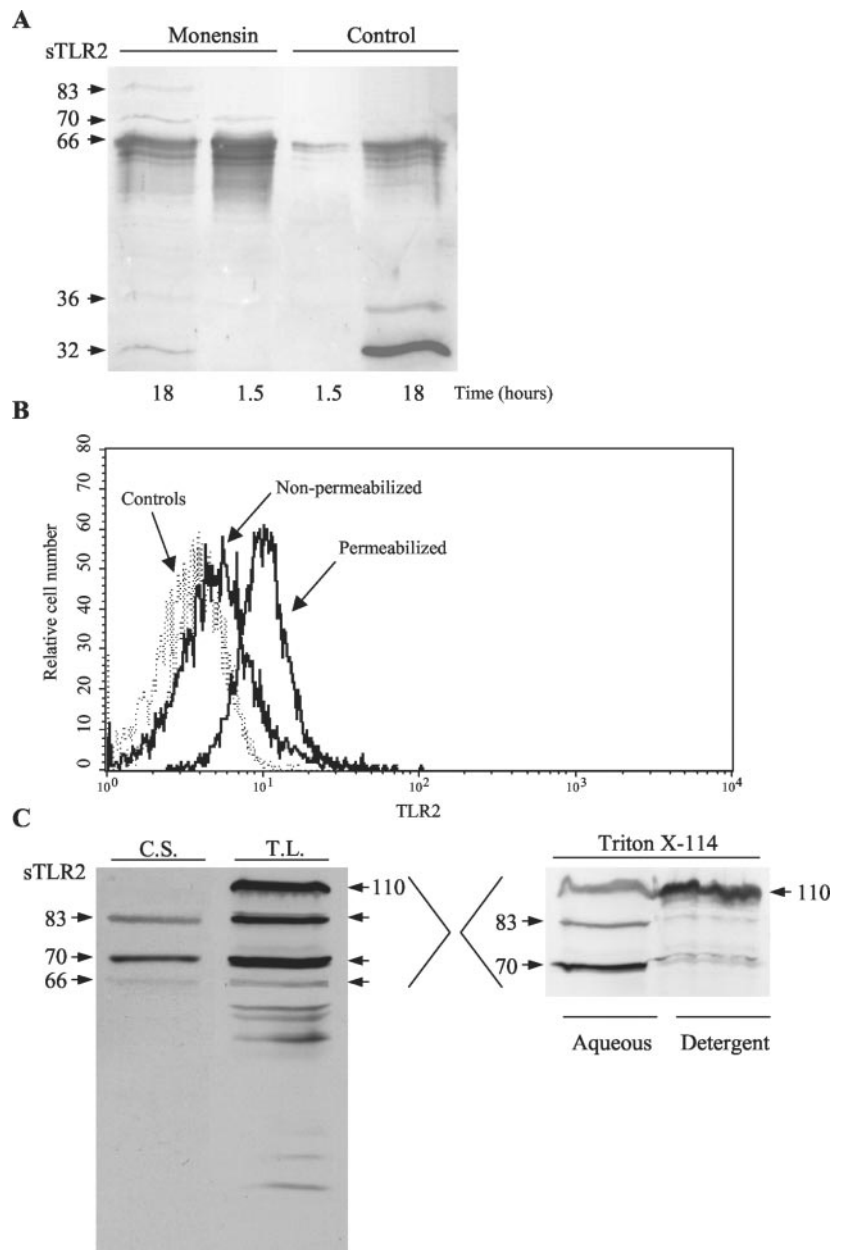 A
sTLR2
Monensin
Control
83
70
66
36
32
18
1.5
1.5
18
Time (hours)
B
Relative cell number
80
70
60
50
40
30
20
10
0
Controls
Non-permeabilized
Permeabilized
10⁰
10¹
10²
10³
10⁴
TLR2
C
sTLR2
C.S.
T.L.
110
83
70
66
Triton X-114
110
83
70
Aqueous
Detergent